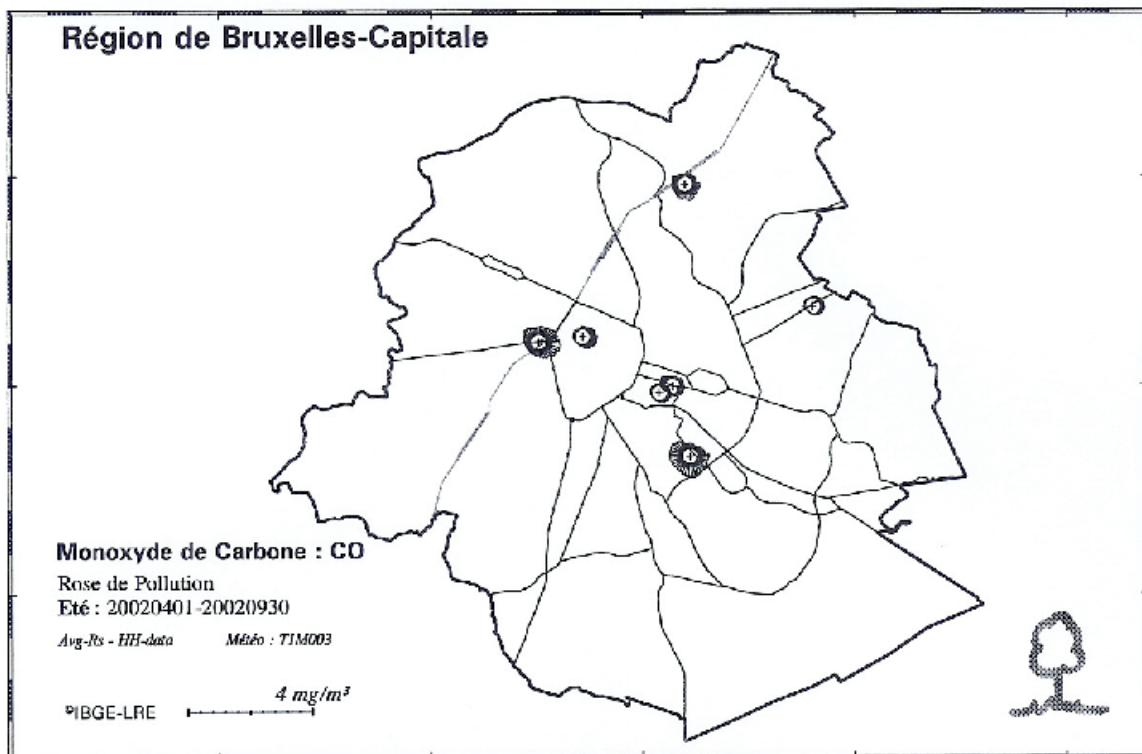 Région de Bruxelles-Capitale
Monoxyde de Carbone : CO
Rose de Pollution
Eté : 20020401-20020930
Avg-Rs - HH-data Météo : T1M003
4 mg/m³
©IBGE-LRE